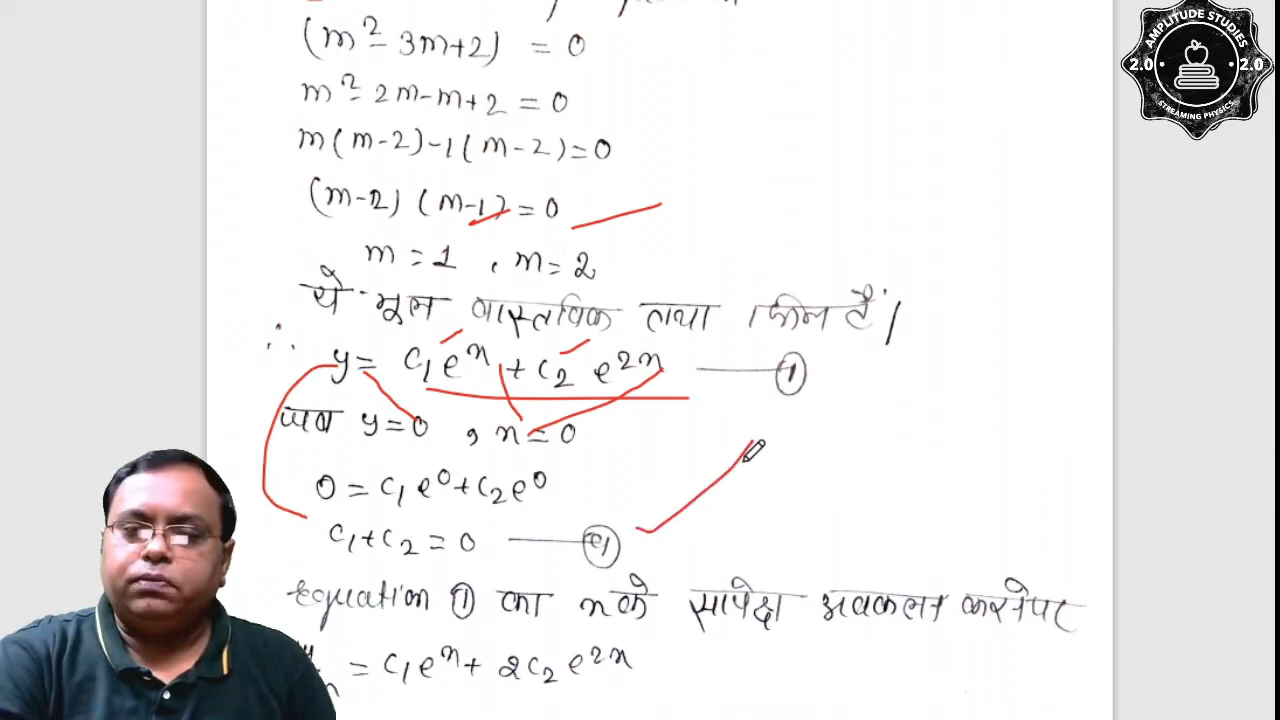 (m² - 3m+2) = 0
m² - 2m - m + 2 = 0
m(m-2)-1(m-2)=0
(m-2) (m-1) = 0
m = 1 , m = 2
ये मूल वास्तविक तथा भिन्न हैं।
∴ y = c₁eˣ + c₂ e²ˣ ——— ①
जब y=0 , x=0
0 = c₁e⁰+c₂e⁰
c₁+c₂ = 0
Equation ① का x के सापेक्ष अवकलन करने पर
= c₁eˣ + 2c₂e²ˣ
AMPLITUDE STUDIES
2.0 2.0
STREAMING PHYSICS